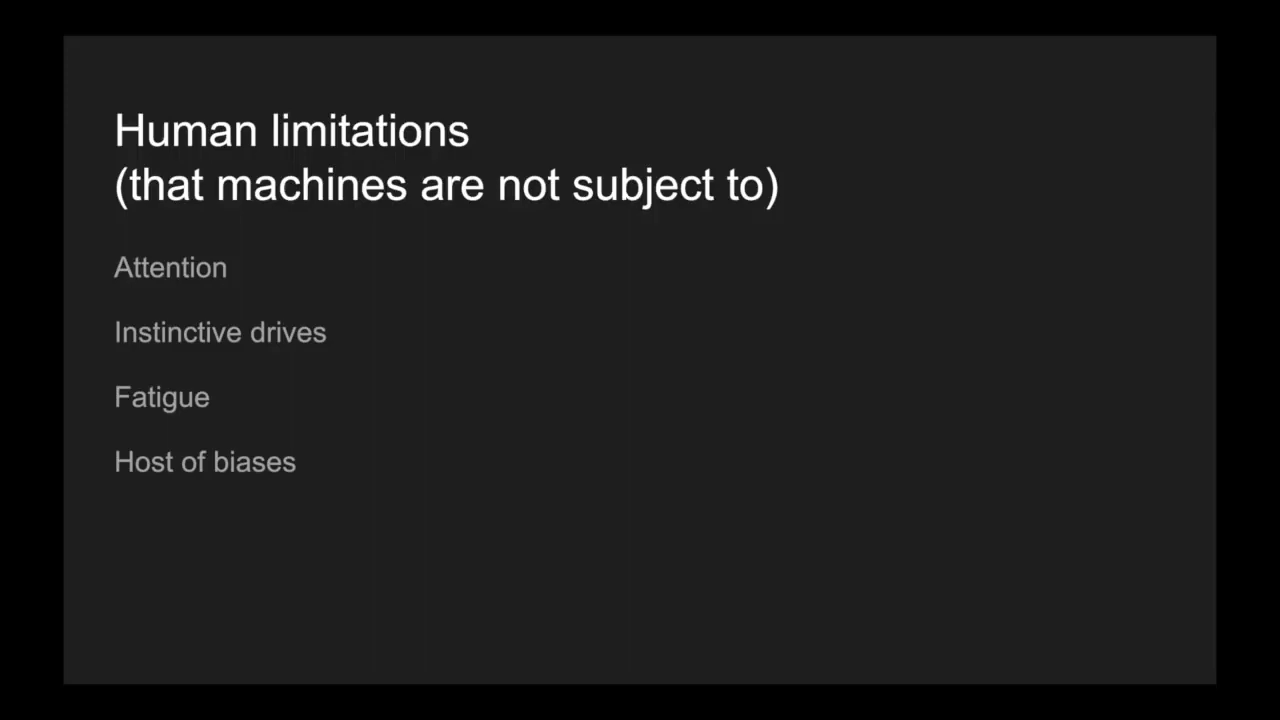 Human limitations
(that machines are not subject to)
Attention
Instinctive drives
Fatigue
Host of biases